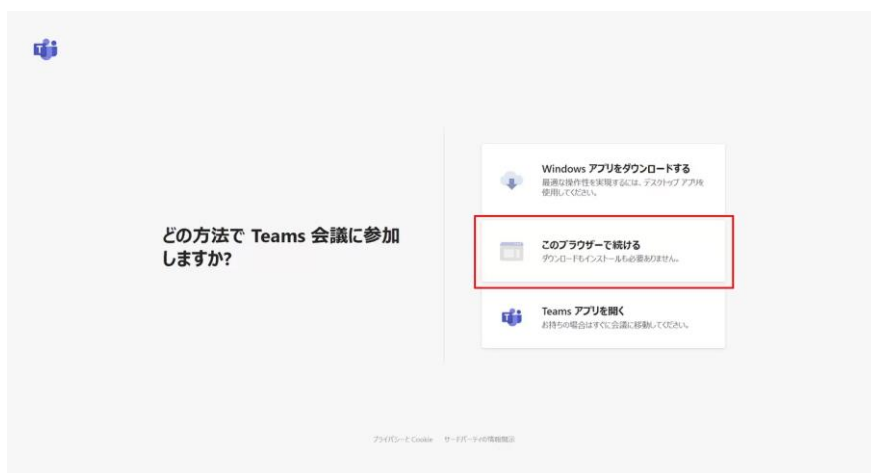 どの方法で Teams 会議に参加
しますか?
Windows アプリをダウンロードする
最適な操作性を実現するには、デスクトップ アプリを
使用してください。
このブラウザーで続ける
ダウンロードもインストールも必要ありません。
Teams アプリを開く
お持ちの場合はすぐに会議に移動してください。
プライバシーと Cookie サードパーティの情報開示